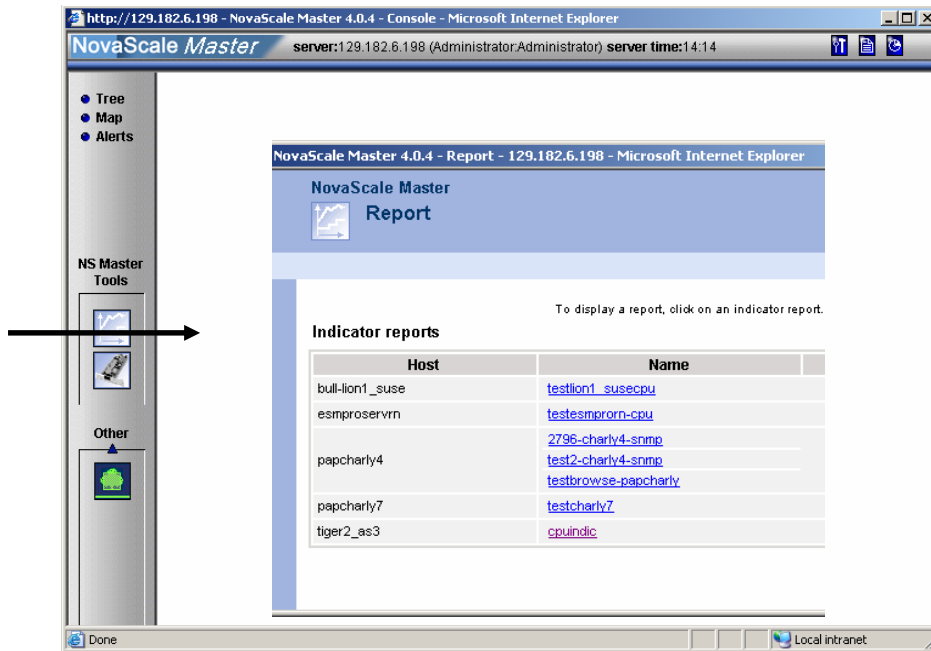 http://129.182.6.198 - NovaScale Master 4.0.4 - Console - Microsoft Internet Explorer
NovaScale Master server:129.182.6.198 (Administrator:Administrator) server time:14:14
Tree
Map
Alerts
NS Master
Tools
Other
NovaScale Master 4.0.4 - Report - 129.182.6.198 - Microsoft Internet Explorer
NovaScale Master
Report
To display a report, click on an indicator report.
Indicator reports
Host Name
bull-lion1_suse testlion1_susecpu
esmproservrn testesmprorn-cpu
papcharly4 2796-charly4-snmp
test2-charly4-snmp
testbrowse-papcharly
papcharly7 testcharly7
tiger2_as3 cpuindic
Done Local intranet